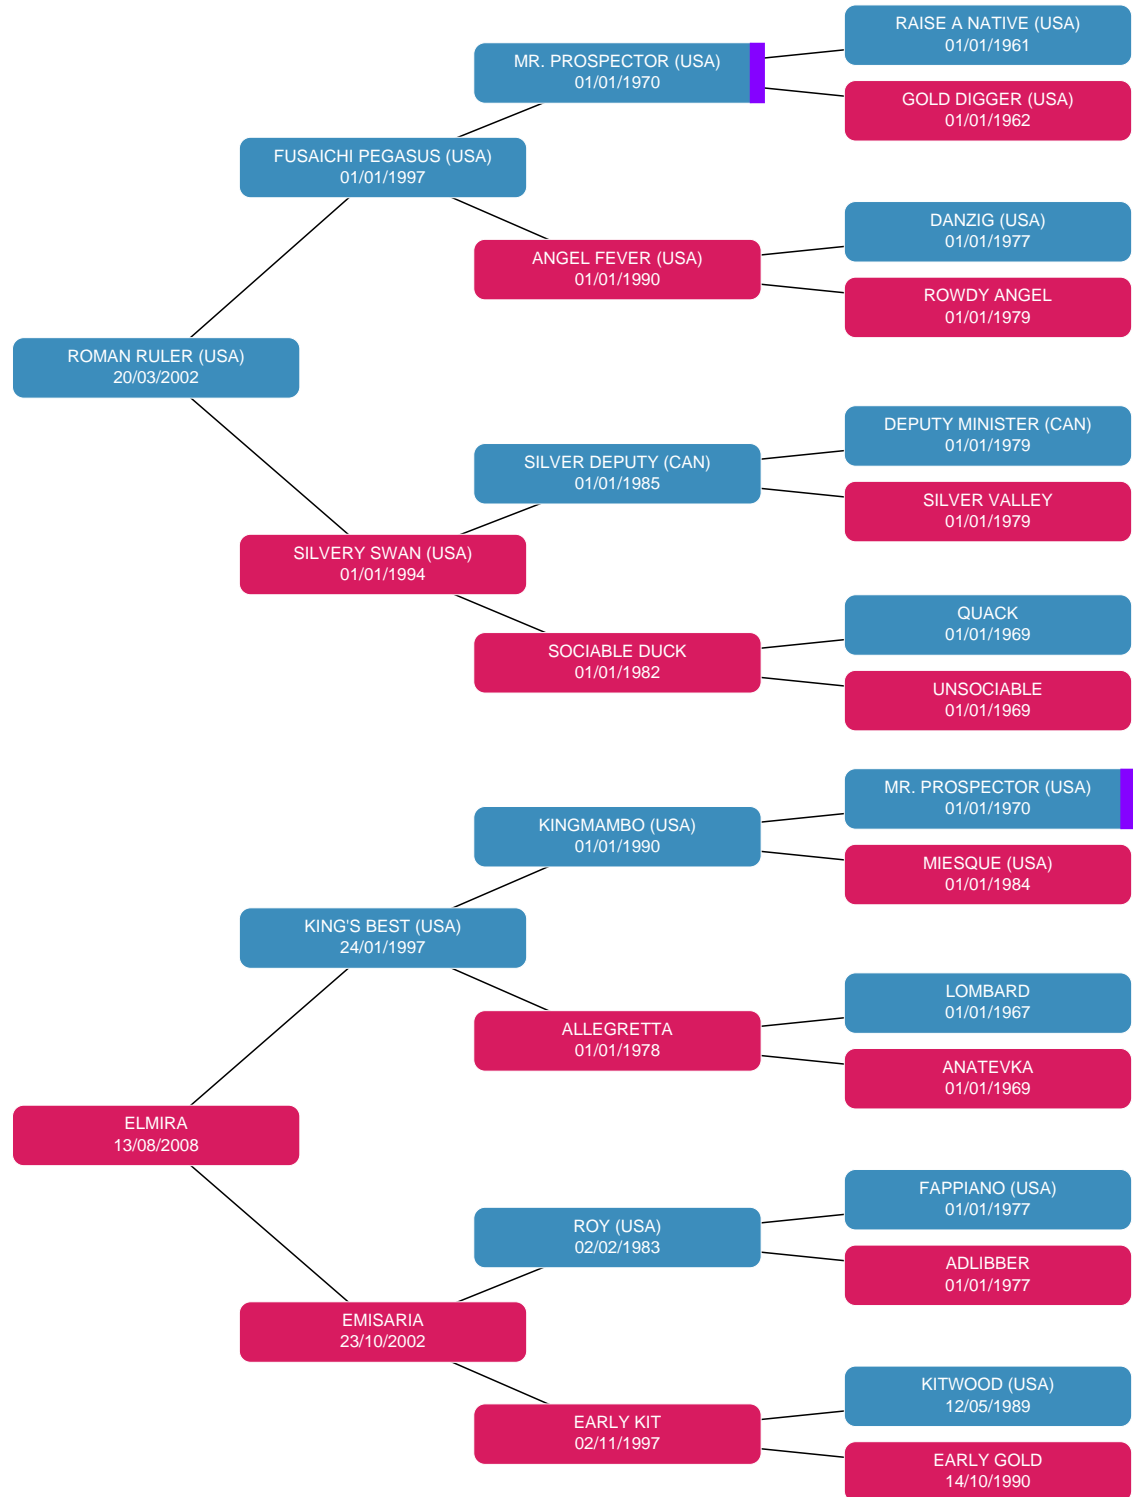 RAISE A NATIVE (USA)
01/01/1961
MR. PROSPECTOR (USA)
01/01/1970
GOLD DIGGER (USA)
01/01/1962
FUSAICHI PEGASUS (USA)
01/01/1997
DANZIG (USA)
01/01/1977
ANGEL FEVER (USA)
01/01/1990
ROWDY ANGEL
01/01/1979
ROMAN RULER (USA)
20/03/2002
DEPUTY MINISTER (CAN)
01/01/1979
SILVER DEPUTY (CAN)
01/01/1985
SILVER VALLEY
01/01/1979
SILVERY SWAN (USA)
01/01/1994
QUACK
01/01/1969
SOCIABLE DUCK
01/01/1982
UNSOCIABLE
01/01/1969
MR. PROSPECTOR (USA)
01/01/1970
KINGMAMBO (USA)
01/01/1990
MIESQUE (USA)
01/01/1984
KING'S BEST (USA)
24/01/1997
LOMBARD
01/01/1967
ALLEGRETTA
01/01/1978
ANATEVKA
01/01/1969
ELMIRA
13/08/2008
FAPPIANO (USA)
01/01/1977
ROY (USA)
02/02/1983
ADLIBBER
01/01/1977
EMISARIA
23/10/2002
KITWOOD (USA)
12/05/1989
EARLY KIT
02/11/1997
EARLY GOLD
14/10/1990